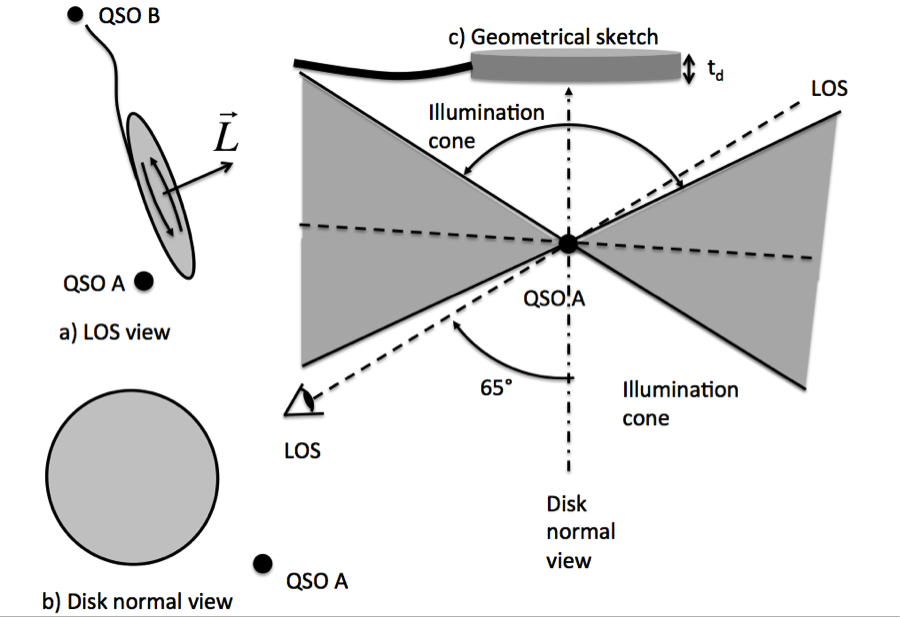 QSO B
L
QSO A
a) LOS view
b) Disk normal view
QSO A
c) Geometrical sketch
t_d
LOS
Illumination
cone
QSO A
65°
LOS
Illumination
cone
Disk
normal
view